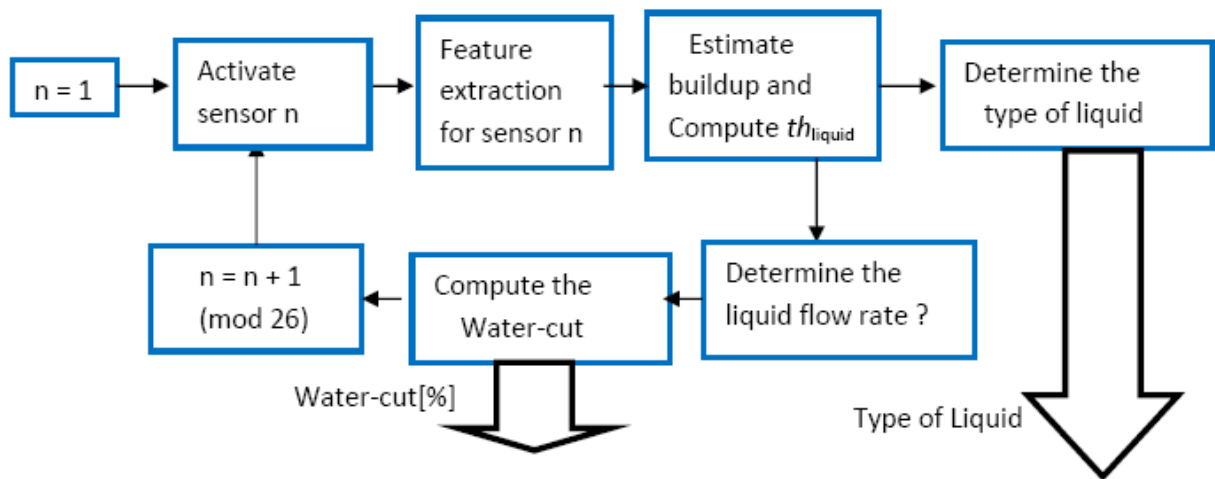 n = 1
Activate
sensor n
Feature
extraction
for sensor n
Estimate
buildup and
Compute thliquid
Determine the
type of liquid
n = n + 1
(mod 26)
Compute the
Water-cut
Determine the
liquid flow rate ?
Water-cut[%]
Type of Liquid